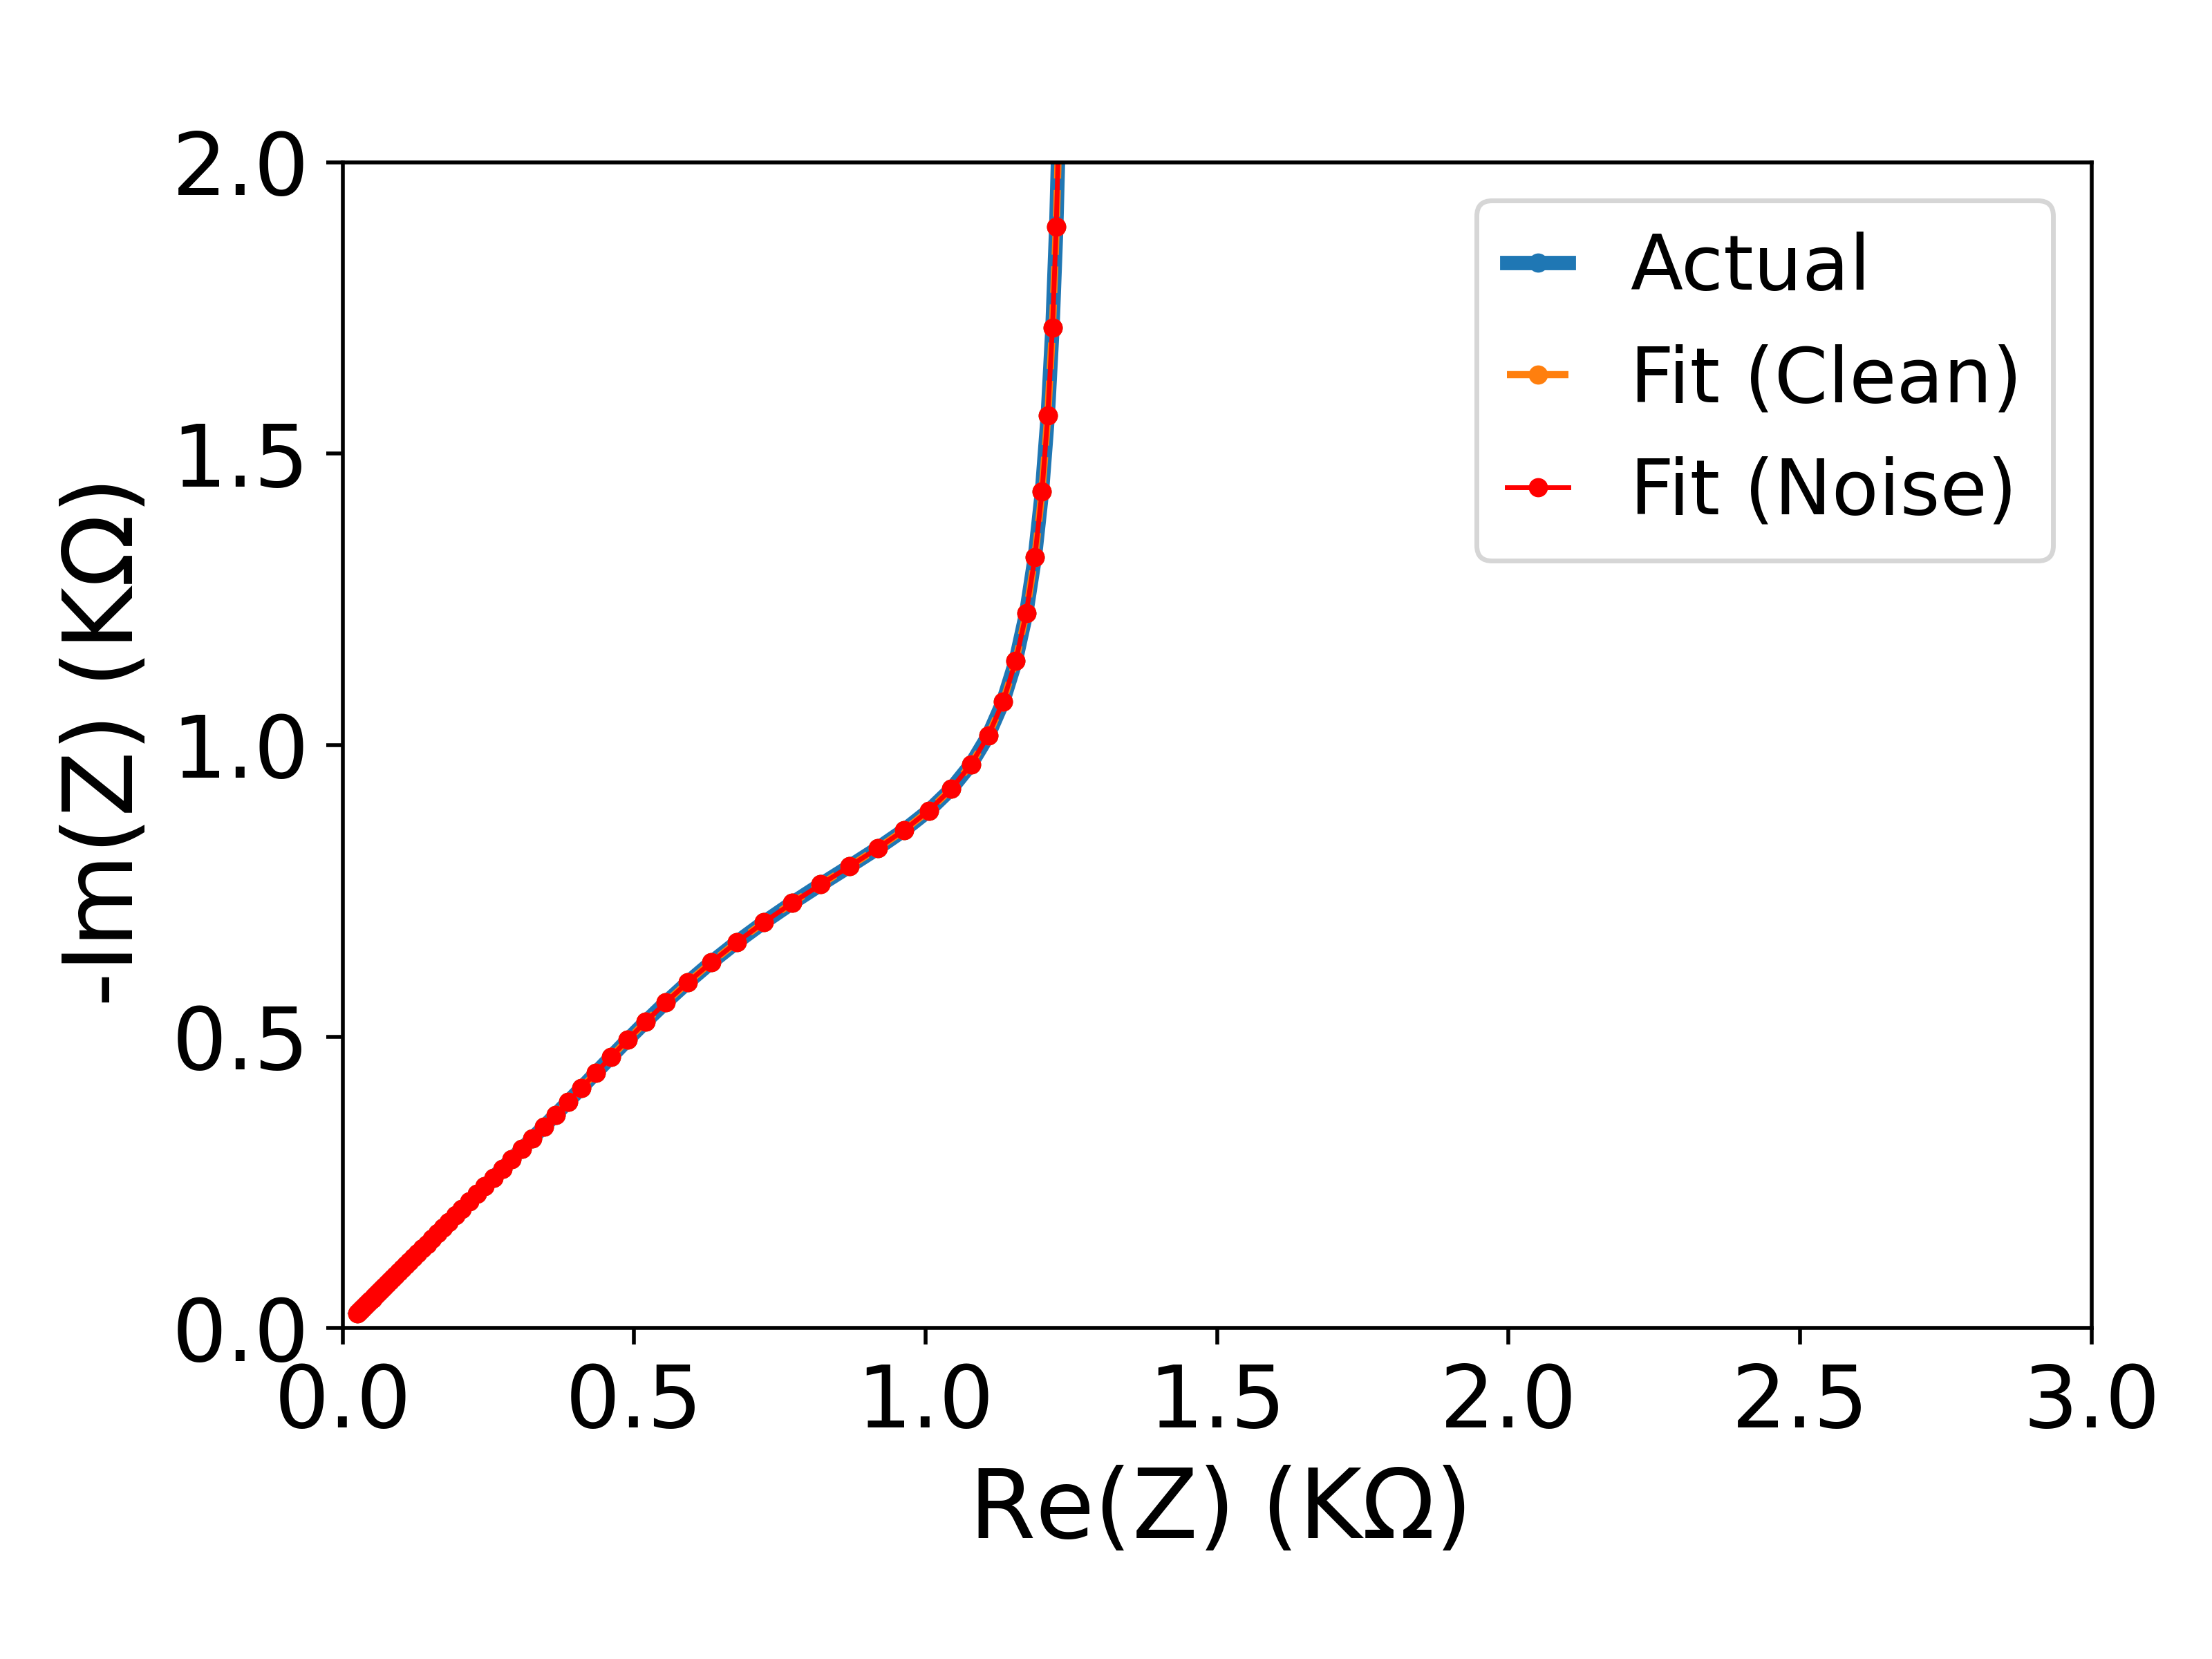 2.0
1.5
1.0
0.5
0.0
-Im(Z) (KΩ)
Actual
Fit (Clean)
Fit (Noise)
0.0 0.5 1.0 1.5 2.0 2.5 3.0
Re(Z) (KΩ)